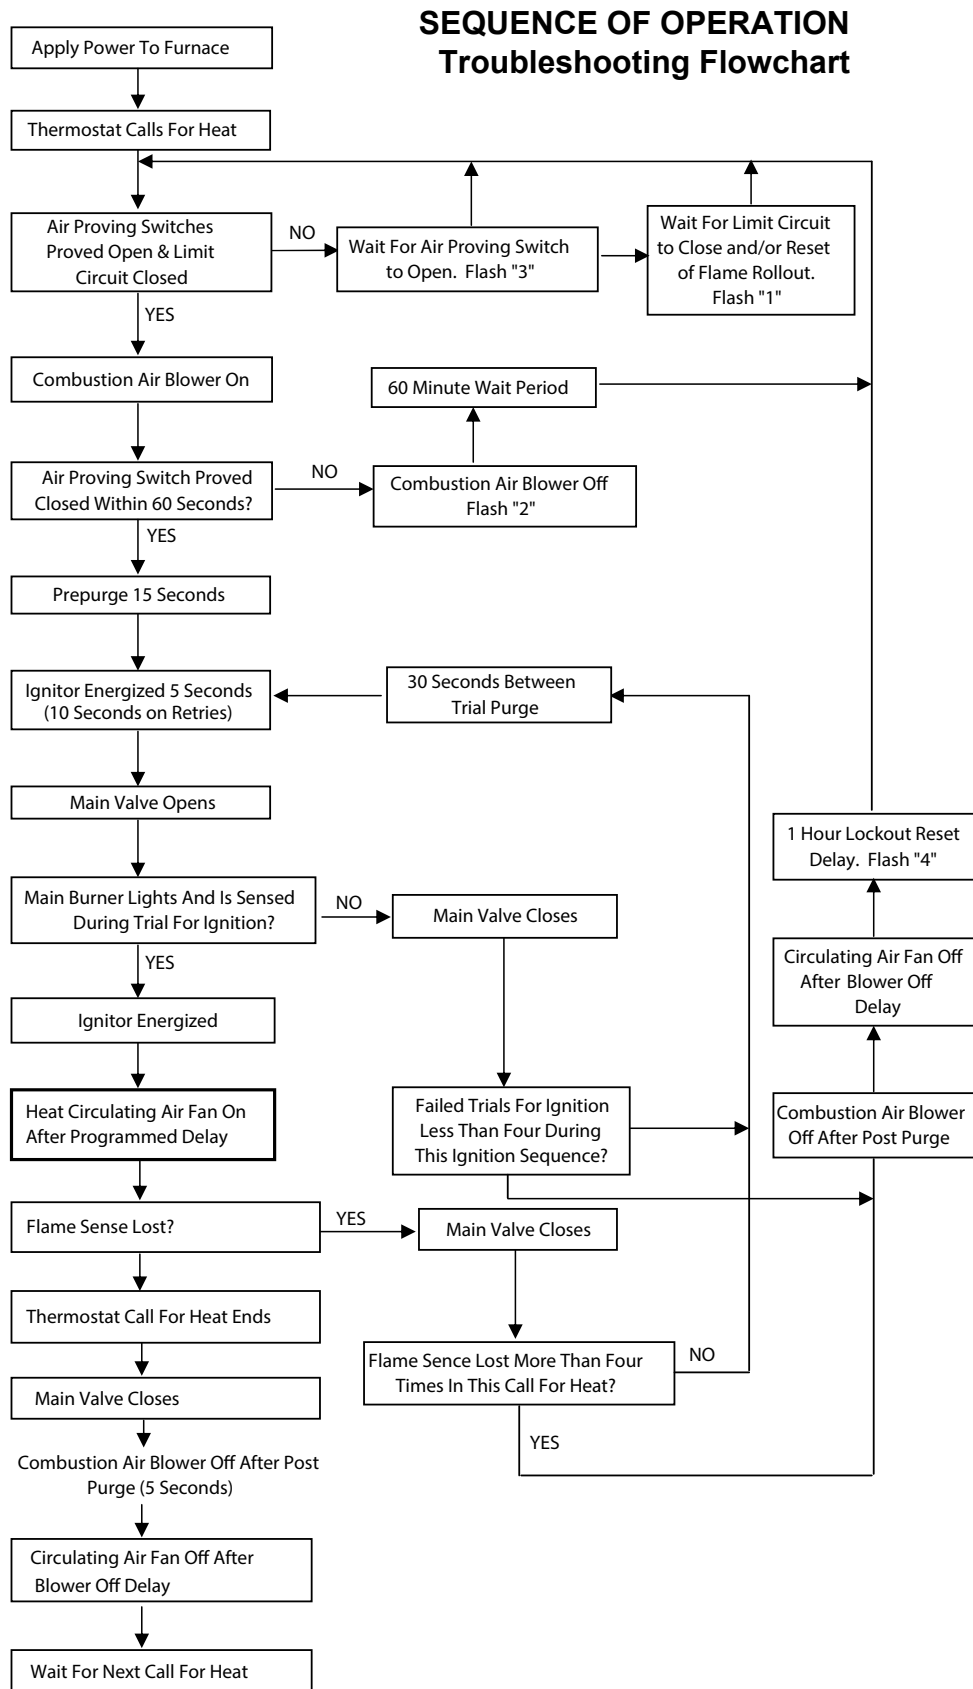 SEQUENCE OF OPERATION
Troubleshooting Flowchart
Apply Power To Furnace
Thermostat Calls For Heat
Air Proving Switches
Proved Open & Limit
Circuit Closed
NO
Wait For Air Proving Switch
to Open. Flash "3"
Wait For Limit Circuit
to Close and/or Reset
of Flame Rollout.
Flash "1"
YES
Combustion Air Blower On
60 Minute Wait Period
Air Proving Switch Proved
Closed Within 60 Seconds?
NO
Combustion Air Blower Off
Flash "2"
YES
Prepurge 15 Seconds
Ignitor Energized 5 Seconds
(10 Seconds on Retries)
30 Seconds Between
Trial Purge
Main Valve Opens
1 Hour Lockout Reset
Delay. Flash "4"
Main Burner Lights And Is Sensed
During Trial For Ignition?
NO
Main Valve Closes
YES
Circulating Air Fan Off
After Blower Off
Delay
Ignitor Energized
Heat Circulating Air Fan On
After Programmed Delay
Failed Trials For Ignition
Less Than Four During
This Ignition Sequence?
Combustion Air Blower
Off After Post Purge
Flame Sense Lost?
YES
Main Valve Closes
Thermostat Call For Heat Ends
Flame Sence Lost More Than Four
Times In This Call For Heat?
NO
YES
Main Valve Closes
Combustion Air Blower Off After Post
Purge (5 Seconds)
Circulating Air Fan Off After
Blower Off Delay
Wait For Next Call For Heat